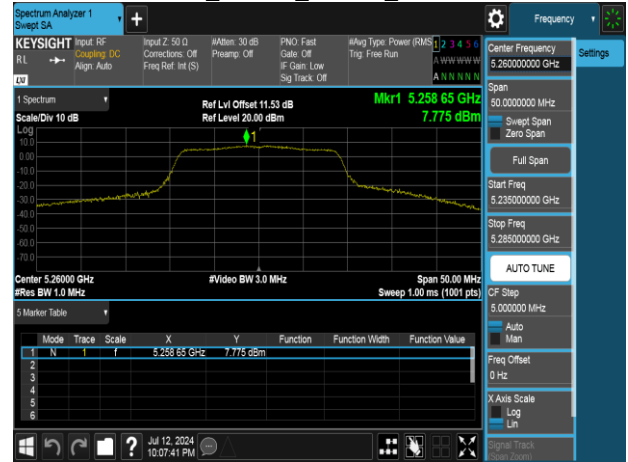 Spectrum Analyzer 1
Swept SA
+
Frequency
KEYSIGHT
RL
Input: RF
Coupling: DC
Align: Auto
Input Z: 50 Ω
Corrections: Off
Freq Ref: Int (S)
#Atten: 30 dB
Preamp: Off
PNO: Fast
Gate: Off
IF Gain: Low
Sig Track: Off
#Avg Type: Power (RMS
Trig: Free Run
1 2 3 4 5 6
A W W W W W
A N N N N N
LXI
1 Spectrum
Scale/Div 10 dB
Ref Lvl Offset 11.53 dB
Ref Level 20.00 dBm
Mkr1 5.258 65 GHz
7.775 dBm
Log
10.0
0.00
-10.0
-20.0
-30.0
-40.0
-50.0
-60.0
-70.0
1
Center 5.26000 GHz
#Res BW 1.0 MHz
#Video BW 3.0 MHz
Span 50.00 MHz
Sweep 1.00 ms (1001 pts)
5 Marker Table
Mode Trace Scale X Y Function Function Width Function Value
1 N 1 f 5.258 65 GHz 7.775 dBm
2
3
4
5
6
Jul 12, 2024
10:07:41 PM
?
Center Frequency
5.260000000 GHz
Settings
Span
50.0000000 MHz
Swept Span
Zero Span
Full Span
Start Freq
5.235000000 GHz
Stop Freq
5.285000000 GHz
AUTO TUNE
CF Step
5.000000 MHz
Auto
Man
Freq Offset
0 Hz
X Axis Scale
Log
Lin
Signal Track
(Span Zoom)